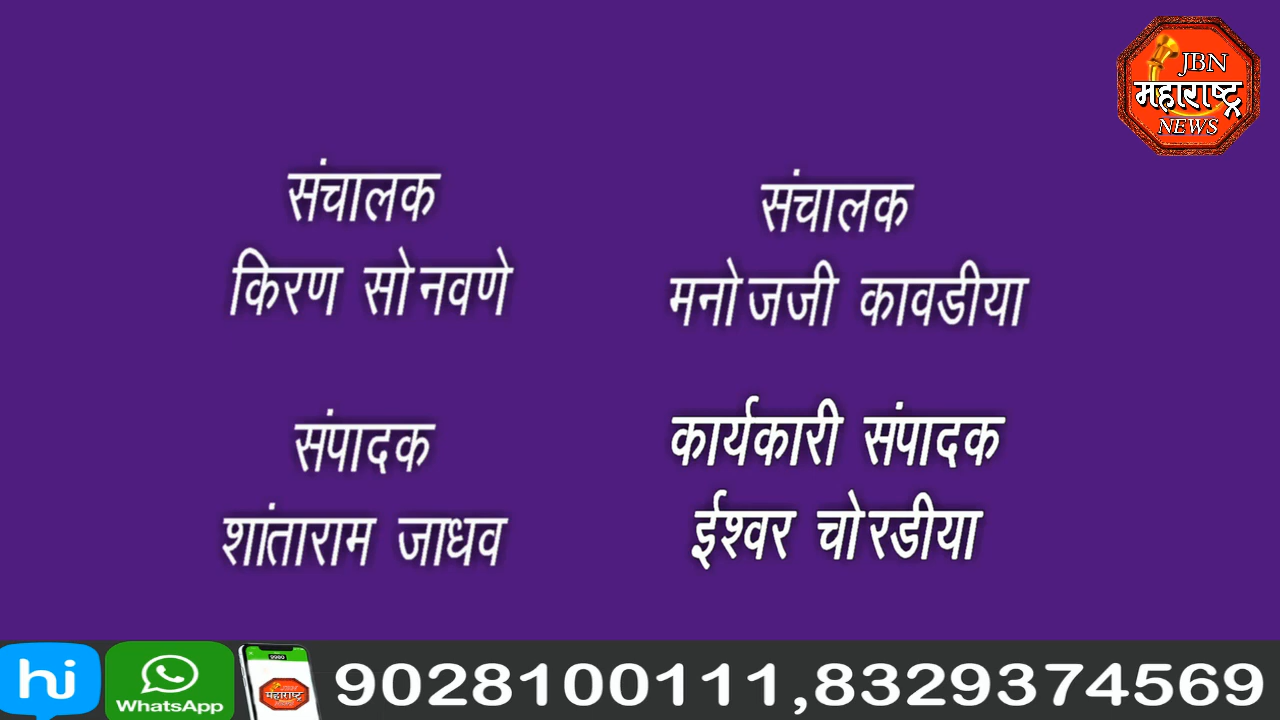 JBN
महाराष्ट्र
NEWS
संचालक
किरण सोनवणे
संचालक
मनोजजी कावडीया
संपादक
शांताराम जाधव
कार्यकारी संपादक
ईश्वर चोरडीया
hi
WhatsApp
महाराष्ट्र
9028100111,8329374569